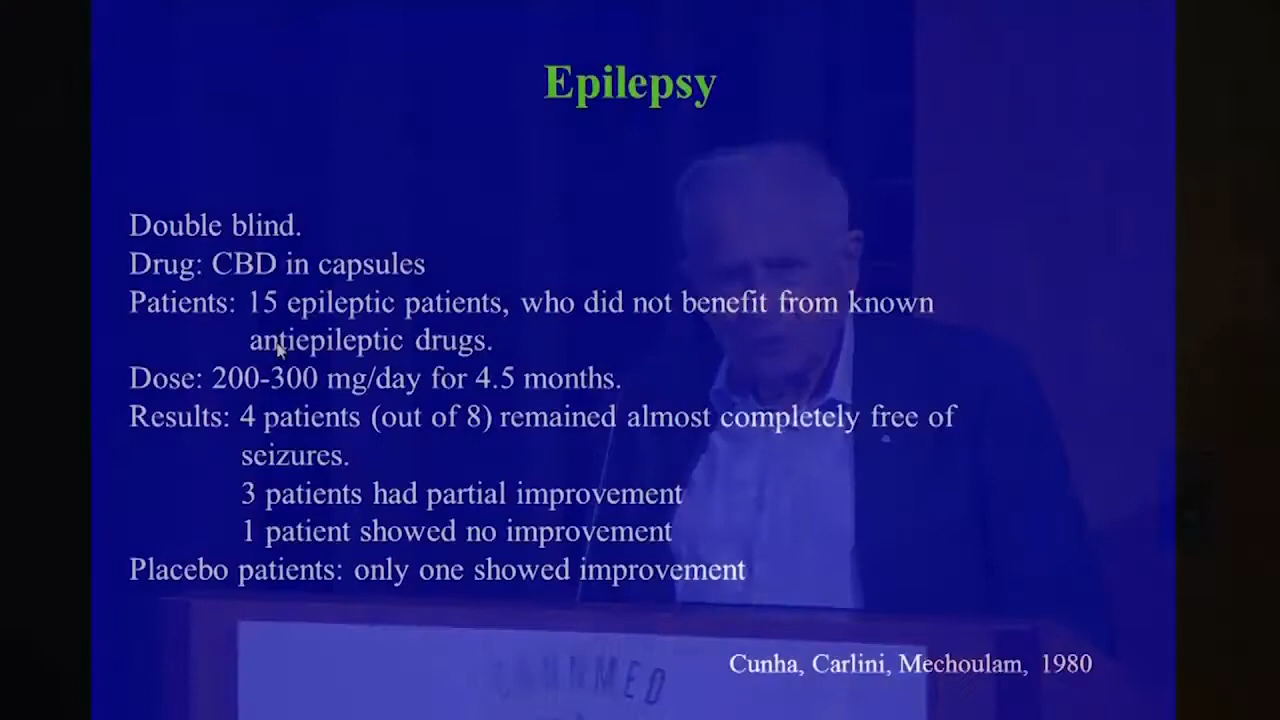 Epilepsy
Double blind.
Drug: CBD in capsules
Patients: 15 epileptic patients, who did not benefit from known
antiepileptic drugs.
Dose: 200-300 mg/day for 4.5 months.
Results: 4 patients (out of 8) remained almost completely free of
seizures.
3 patients had partial improvement
1 patient showed no improvement
Placebo patients: only one showed improvement
Cunha, Carlini, Mechoulam, 1980
CANNMED